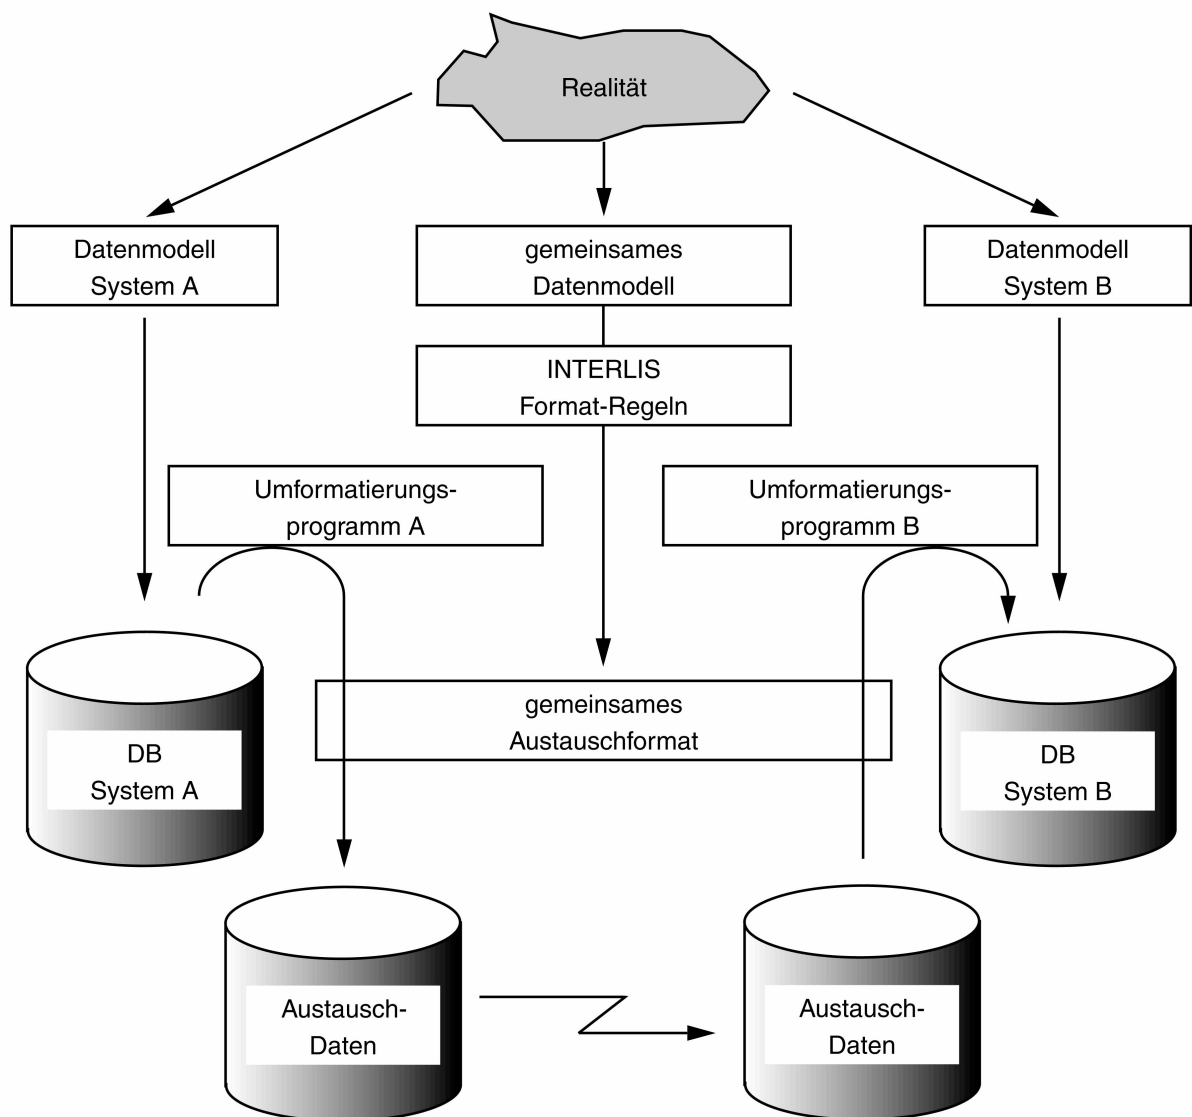 Realität
Datenmodell
System A
gemeinsames
Datenmodell
Datenmodell
System B
INTERLIS
Format-Regeln
Umformatierungs-
programm A
Umformatierungs-
programm B
gemeinsames
Austauschformat
DB
System A
DB
System B
Austausch-
Daten
Austausch-
Daten